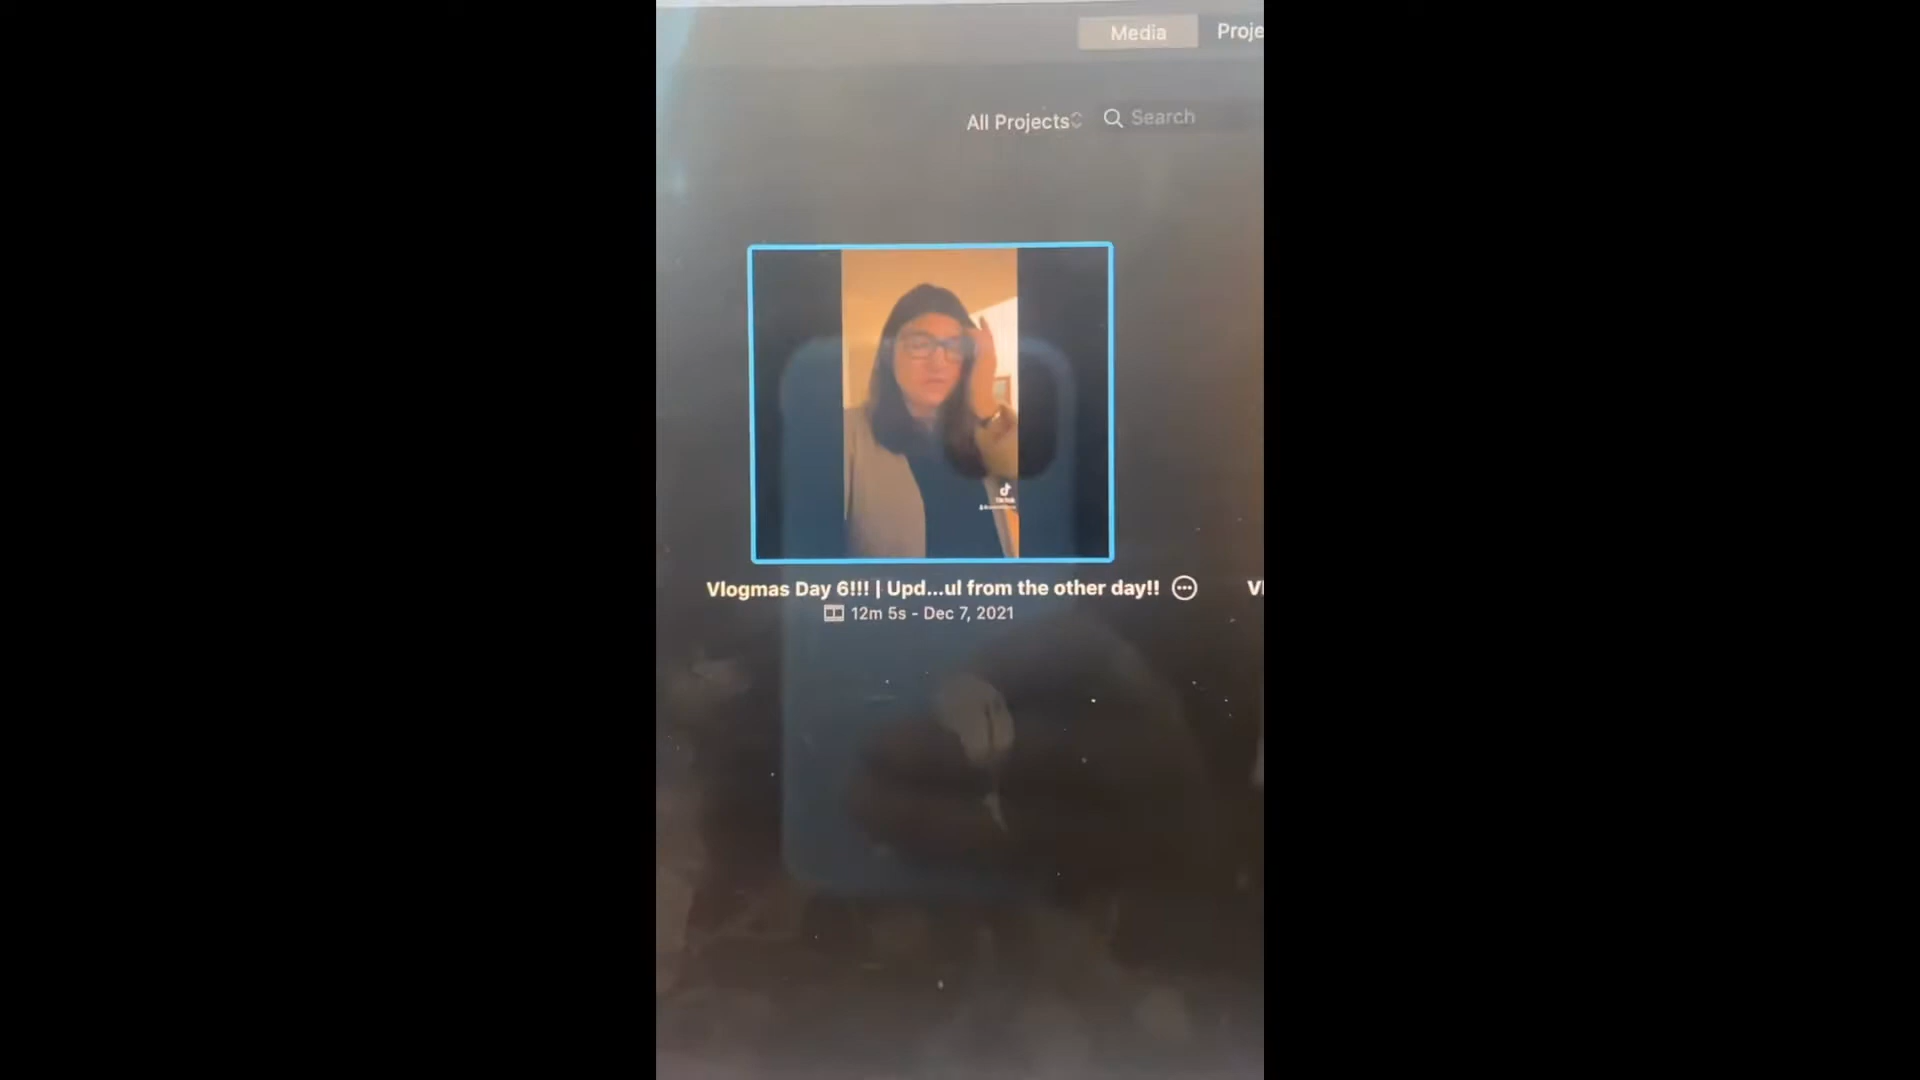 Media
Proje
All Projects
Search
TikTok
Vlogmas Day 6!!! | Upd...ul from the other day!!
12m 5s - Dec 7, 2021